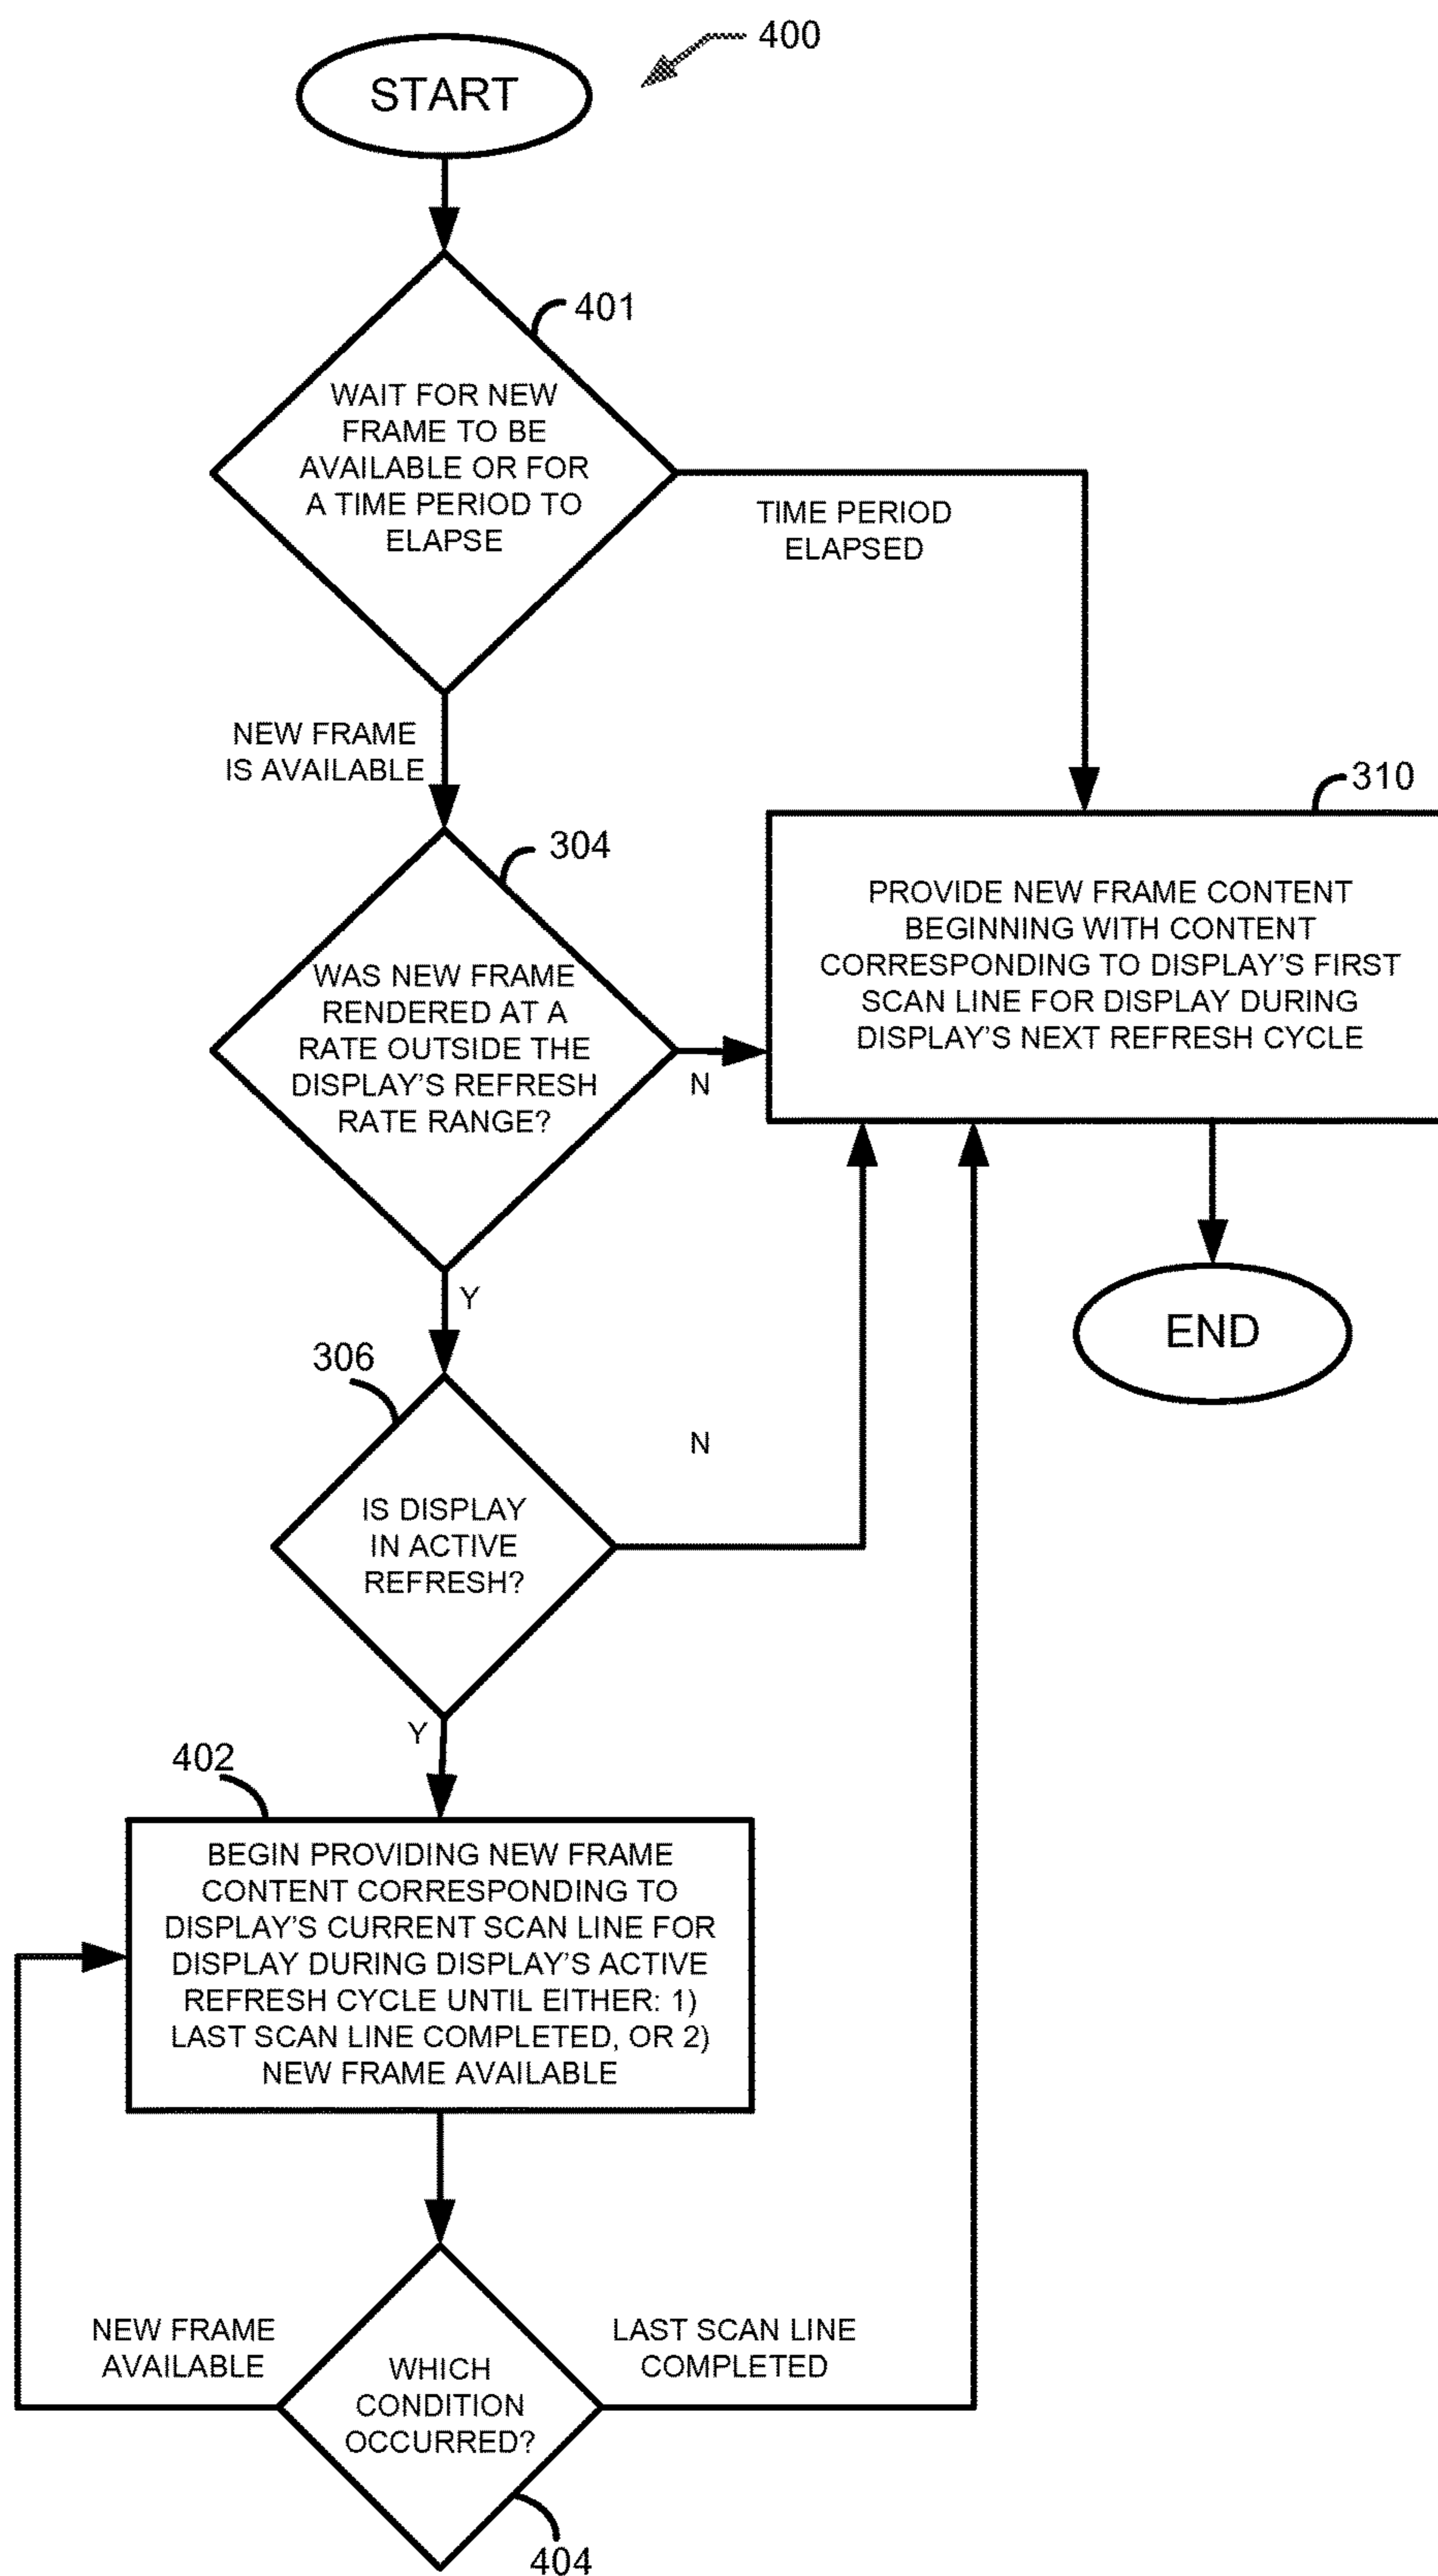 400
START
401
WAIT FOR NEW
FRAME TO BE
AVAILABLE OR FOR
A TIME PERIOD TO
ELAPSE
TIME PERIOD
ELAPSED
NEW FRAME
IS AVAILABLE
310
304
PROVIDE NEW FRAME CONTENT
BEGINNING WITH CONTENT
CORRESPONDING TO DISPLAY'S FIRST
SCAN LINE FOR DISPLAY DURING
DISPLAY'S NEXT REFRESH CYCLE
WAS NEW FRAME
RENDERED AT A
RATE OUTSIDE THE
DISPLAY'S REFRESH
RATE RANGE?
N
Y
END
306
N
IS DISPLAY
IN ACTIVE
REFRESH?
Y
402
BEGIN PROVIDING NEW FRAME
CONTENT CORRESPONDING TO
DISPLAY'S CURRENT SCAN LINE FOR
DISPLAY DURING DISPLAY'S ACTIVE
REFRESH CYCLE UNTIL EITHER: 1)
LAST SCAN LINE COMPLETED, OR 2)
NEW FRAME AVAILABLE
NEW FRAME
AVAILABLE
LAST SCAN LINE
COMPLETED
WHICH
CONDITION
OCCURRED?
404